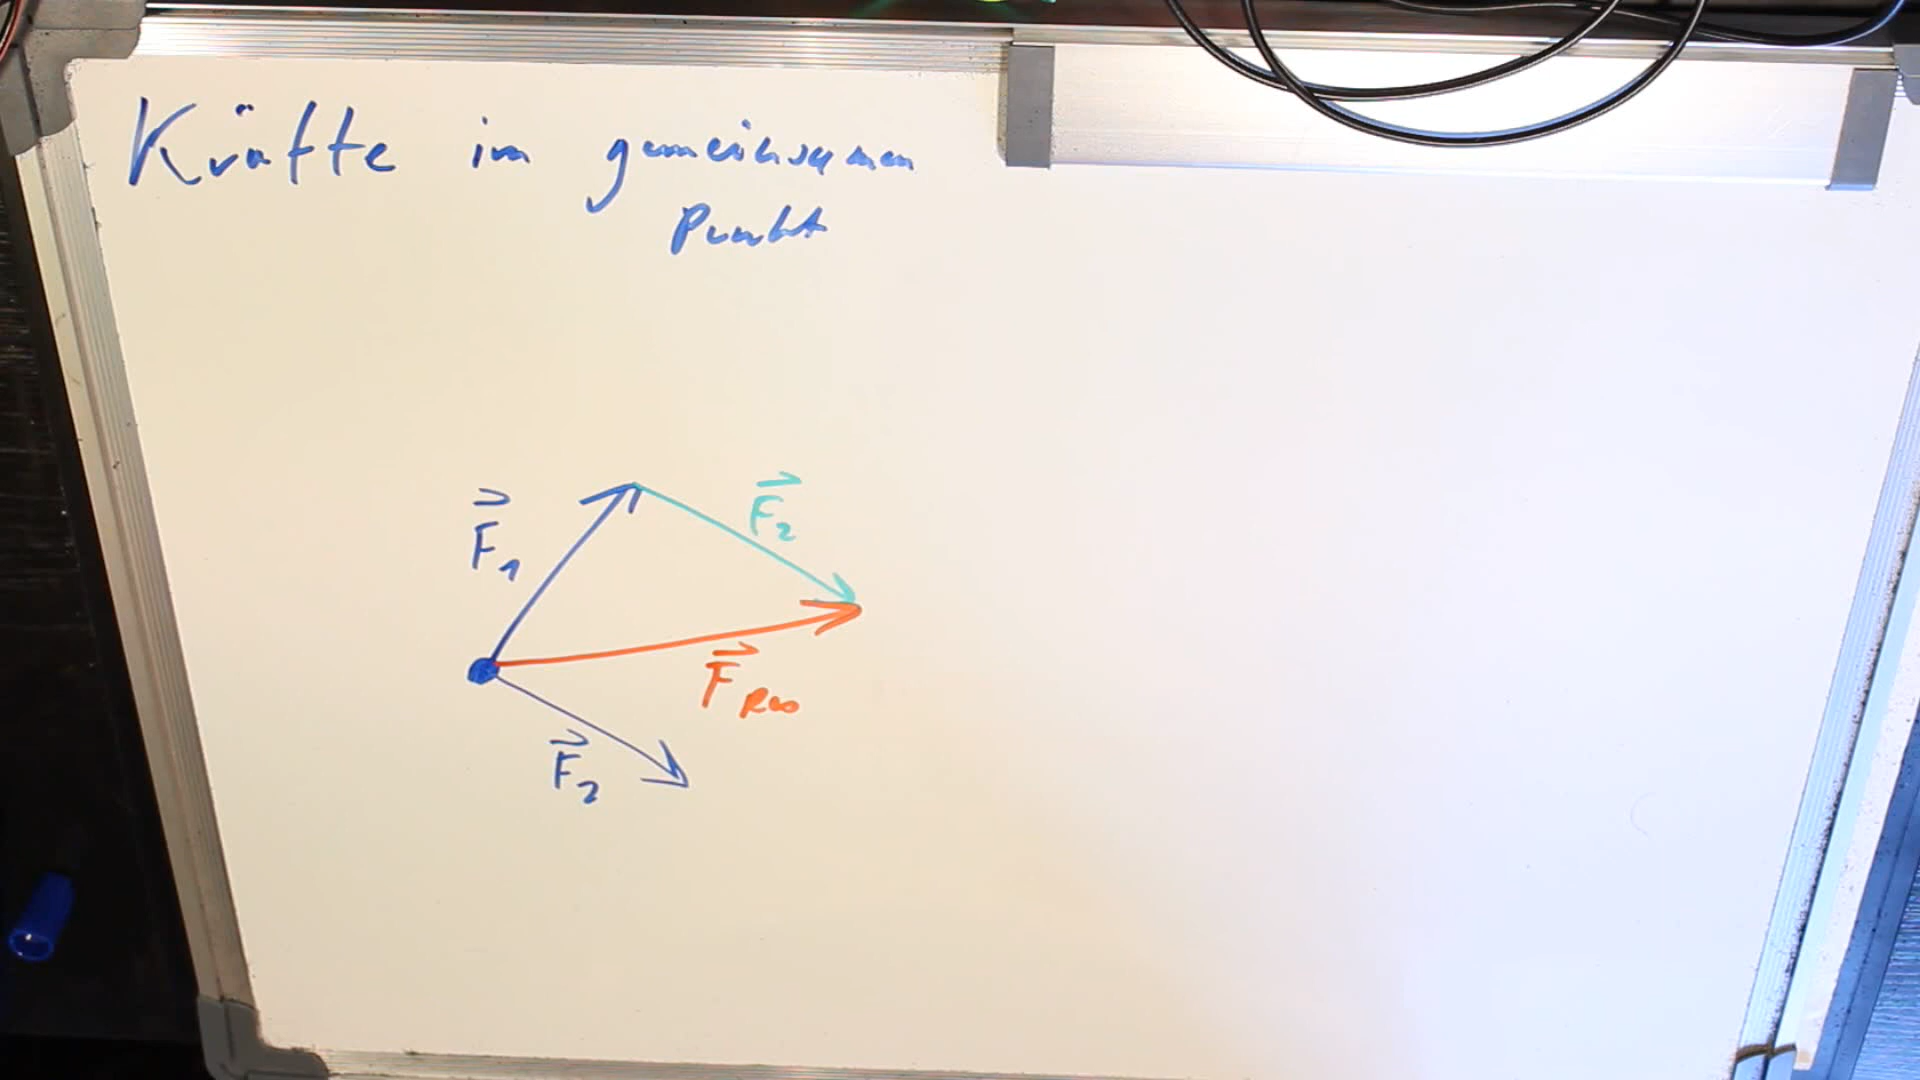 Kräfte im gemeinsamen
Punkt
F⃗₁
F⃗₂
F⃗Res
F⃗₂